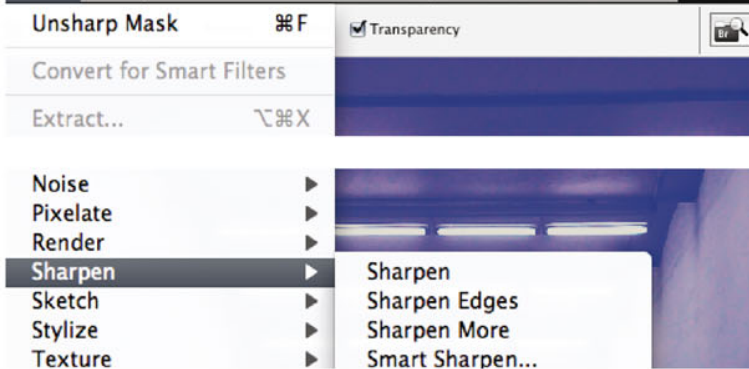 Unsharp Mask ⌘F
Transparency
Br
Convert for Smart Filters
Extract... ⌥⌘X
Noise
Pixelate
Render
Sharpen
Sketch
Stylize
Texture
Sharpen
Sharpen Edges
Sharpen More
Smart Sharpen...